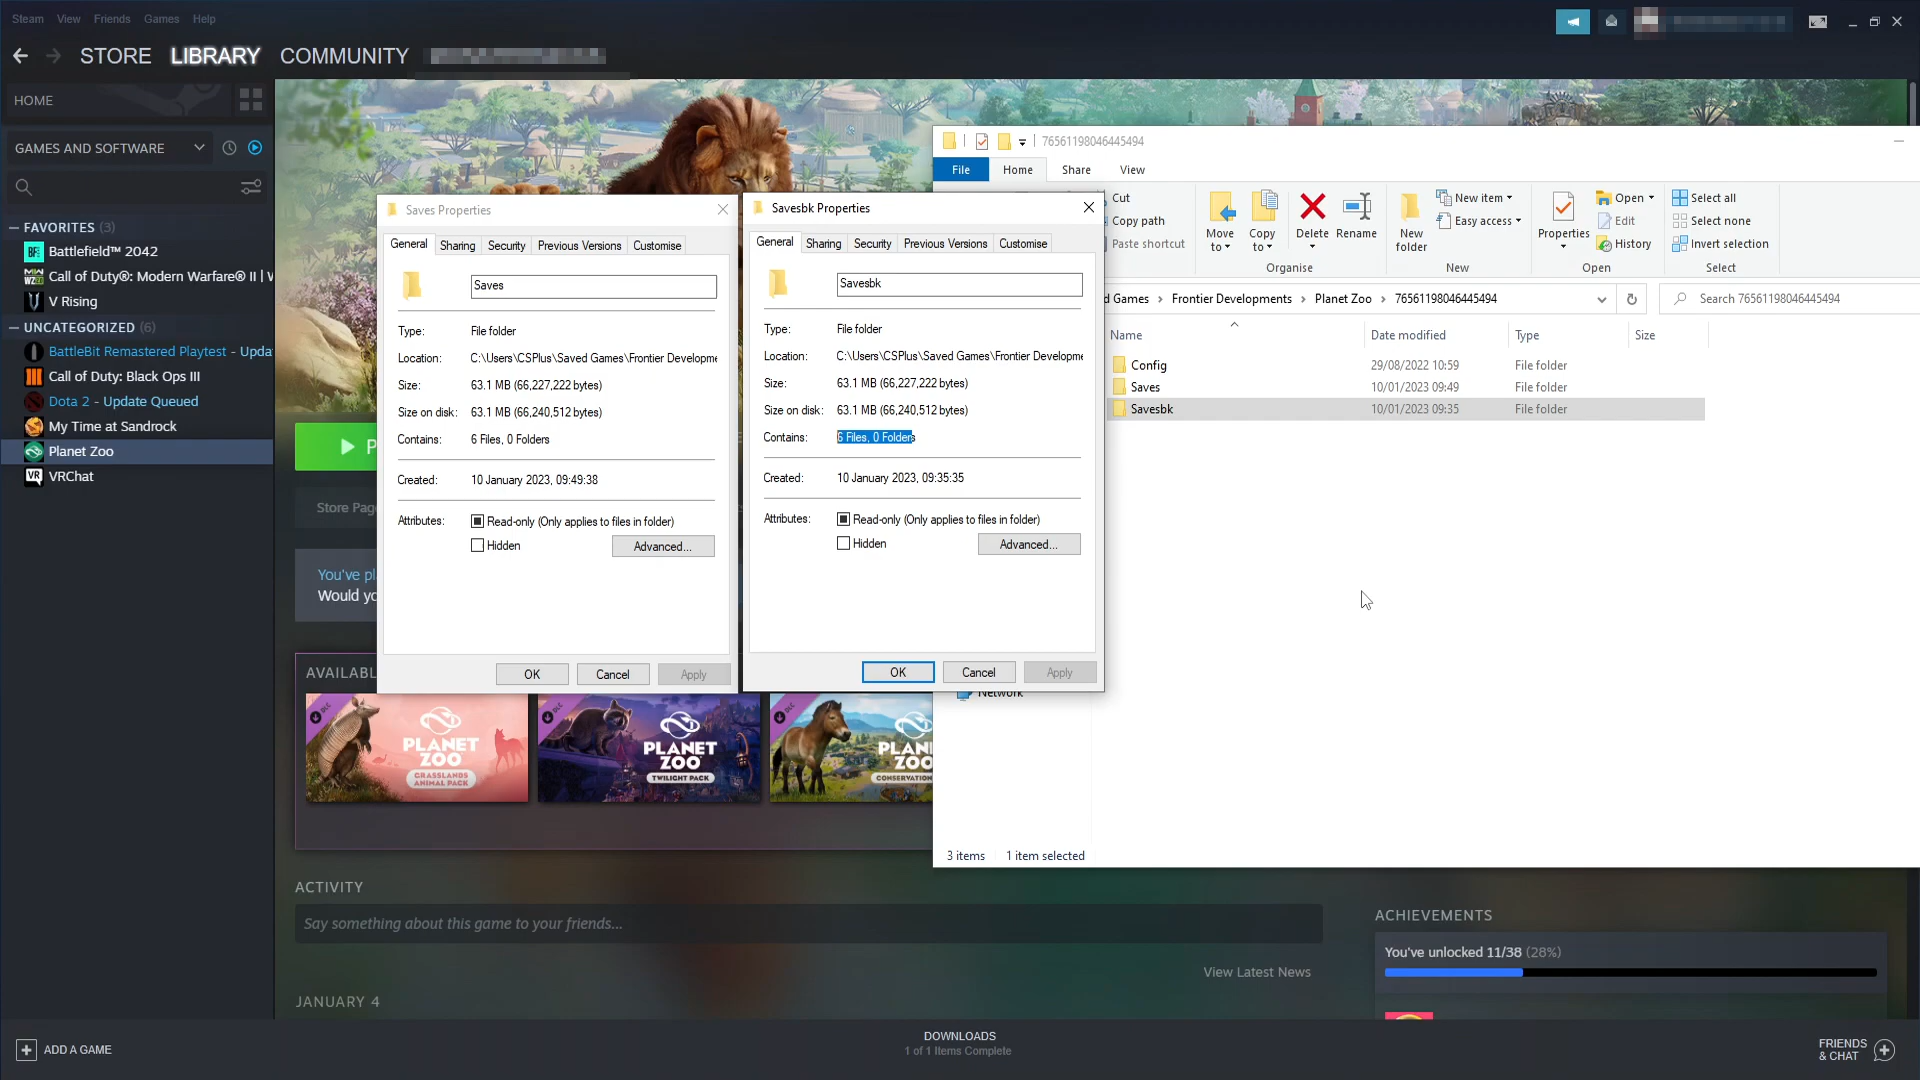 Steam View Friends Games Help
STORE LIBRARY COMMUNITY
HOME
GAMES AND SOFTWARE
FAVORITES (3)
Battlefield™ 2042
Call of Duty®: Modern Warfare® II | W
V Rising
UNCATEGORIZED (6)
BattleBit Remastered Playtest - Upda
Call of Duty: Black Ops III
Dota 2 - Update Queued
My Time at Sandrock
Planet Zoo
VRChat
P
Store Pag
You've pl
Would yo
AVAILABL
DLC
PLANET ZOO
GRASSLANDS ANIMAL PACK
DLC
PLANET ZOO
TWILIGHT PACK
DLC
PLAN
ZOO
CONSERVATION
Saves Properties
General Sharing Security Previous Versions Customise
Saves
Type: File folder
Location: C:\Users\CSPlus\Saved Games\Frontier Developme
Size: 63.1 MB (66,227,222 bytes)
Size on disk: 63.1 MB (66,240,512 bytes)
Contains: 6 Files, 0 Folders
Created: 10 January 2023, 09:49:38
Attributes: Read-only (Only applies to files in folder)
Hidden Advanced...
OK Cancel Apply
Savesbk Properties
General Sharing Security Previous Versions Customise
Savesbk
Type: File folder
Location: C:\Users\CSPlus\Saved Games\Frontier Developme
Size: 63.1 MB (66,227,222 bytes)
Size on disk: 63.1 MB (66,240,512 bytes)
Contains: 6 Files, 0 Folders
Created: 10 January 2023, 09:35:35
Attributes: Read-only (Only applies to files in folder)
Hidden Advanced...
OK Cancel Apply
76561198046445494
File Home Share View
Cut
Copy path
Paste shortcut
Move to Copy to Delete Rename
Organise
New folder
New item
Easy access
New
Properties
Open
Edit
History
Open
Select all
Select none
Invert selection
Select
d Games › Frontier Developments › Planet Zoo › 76561198046445494
Search 76561198046445494
Name Date modified Type Size
Config 29/08/2022 10:59 File folder
Saves 10/01/2023 09:49 File folder
Savesbk 10/01/2023 09:35 File folder
Network
3 items 1 item selected
ACTIVITY
Say something about this game to your friends...
View Latest News
JANUARY 4
ACHIEVEMENTS
You've unlocked 11/38 (28%)
ADD A GAME
DOWNLOADS
1 of 1 Items Complete
FRIENDS
& CHAT